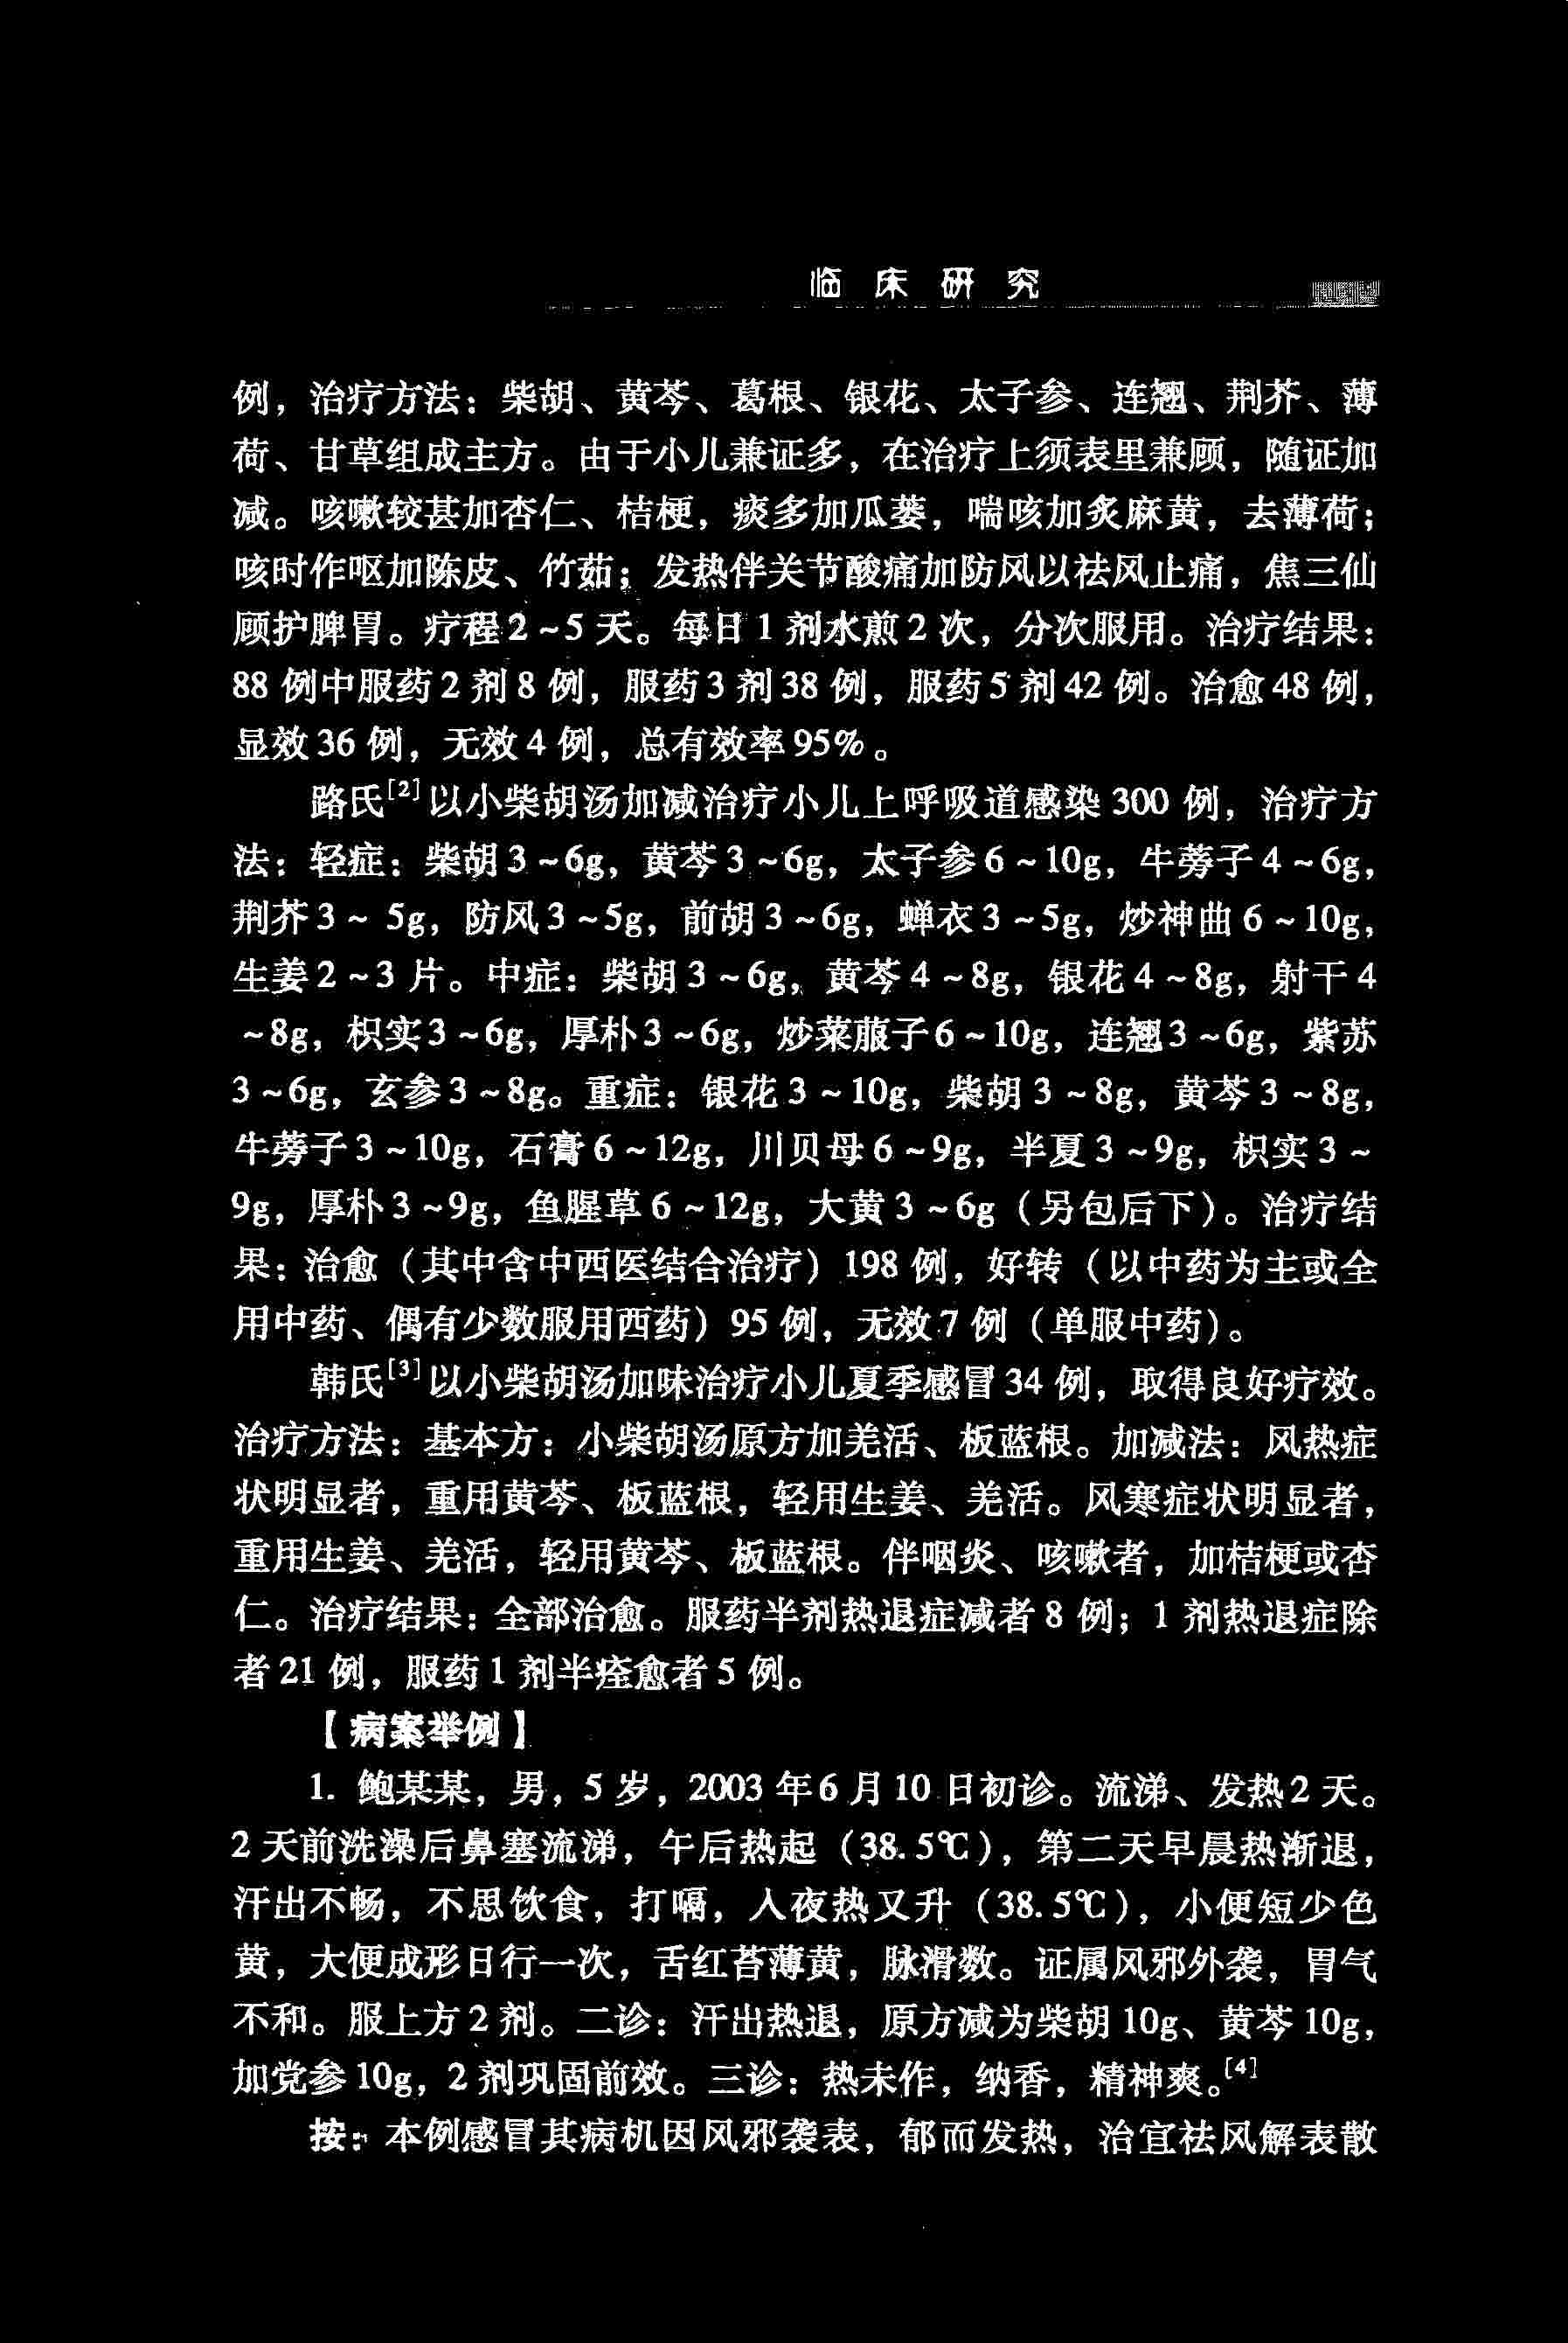 临床研究
例，治疗方法：柴胡、黄芩、葛根、银花、太子参、连翘、荆芥、薄
荷、甘草组成主方。由于小儿兼证多，在治疗上须表里兼顾，随证加
减。咳嗽较甚加杏仁、桔梗，痰多加瓜蒌，喘咳加炙麻黄，去薄荷；
咳时作呕加陈皮、竹茹；发热伴关节酸痛加防风以祛风止痛，焦三仙
顾护脾胃。疗程2~5天。每日1剂水煎2次，分次服用。治疗结果：
88例中服药2剂8例，服药3剂38例，服药5剂42例。治愈48例，
显效36例，无效4例，总有效率95%。
路氏[2]以小柴胡汤加减治疗小儿上呼吸道感染300例，治疗方
法：轻症：柴胡3~6g，黄芩3~6g，太子参6~10g，牛蒡子4~6g，
荆芥3~5g，防风3~5g，前胡3~6g，蝉衣3~5g，炒神曲6~10g，
生姜2~3片。中症：柴胡3~6g，黄芩4~8g，银花4~8g，射干4
~8g，枳实3~6g，厚朴3~6g，炒莱菔子6~10g，连翘3~6g，紫苏
3~6g，玄参3~8g。重症：银花3~10g，柴胡3~8g，黄芩3~8g，
牛蒡子3~10g，石膏6~12g，川贝母6~9g，半夏3~9g，枳实3~
9g，厚朴3~9g，鱼腥草6~12g，大黄3~6g（另包后下）。治疗结
果：治愈（其中含中西医结合治疗）198例，好转（以中药为主或全
用中药、偶有少数服用西药）95例，无效7例（单服中药）。
韩氏[3]以小柴胡汤加味治疗小儿夏季感冒34例，取得良好疗效。
治疗方法：基本方：小柴胡汤原方加羌活、板蓝根。加减法：风热症
状明显者，重用黄芩、板蓝根，轻用生姜、羌活。风寒症状明显者，
重用生姜、羌活，轻用黄芩、板蓝根。伴咽炎、咳嗽者，加桔梗或杏
仁。治疗结果：全部治愈。服药半剂热退症减者8例；1剂热退症除
者21例，服药1剂半痊愈者5例。
【病案举例】
1. 鲍某某，男，5岁，2003年6月10日初诊。流涕、发热2天。
2天前洗澡后鼻塞流涕，午后热起（38.5℃），第二天早晨热渐退，
汗出不畅，不思饮食，打嗝，入夜热又升（38.5℃），小便短少色
黄，大便成形日行一次，舌红苔薄黄，脉滑数。证属风邪外袭，胃气
不和。服上方2剂。二诊：汗出热退，原方减为柴胡10g、黄芩10g，
加党参10g，2剂巩固前效。三诊：热未作，纳香，精神爽。[4]
按：本例感冒其病机因风邪袭表，郁而发热，治宜祛风解表散